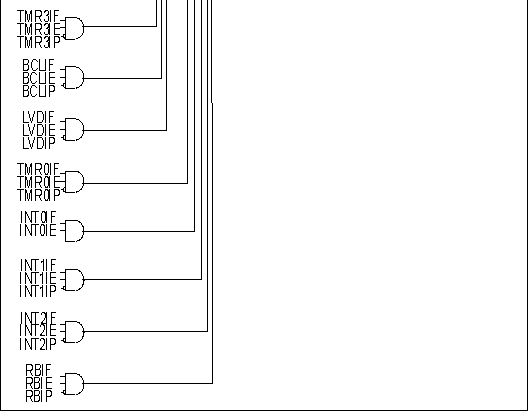 TMR3IF
TMR3IE
TMR3IP
BCLIF
BCLIE
BCLIP
LVDIF
LVDIE
LVDIP
TMR0IF
TMR0IE
TMR0IP
INT0IF
INT0IE
INT1IF
INT1IE
INT1IP
INT2IF
INT2IE
INT2IP
RBIF
RBIE
RBIP